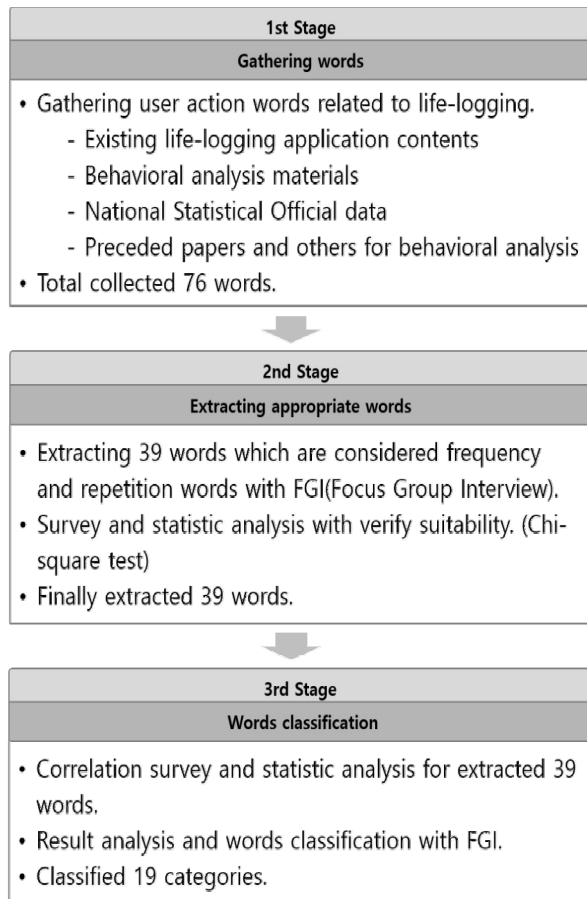 1st Stage
Gathering words
• Gathering user action words related to life-logging.
- Existing life-logging application contents
- Behavioral analysis materials
- National Statistical Official data
- Preceded papers and others for behavioral analysis
• Total collected 76 words.
2nd Stage
Extracting appropriate words
• Extracting 39 words which are considered frequency
and repetition words with FGI(Focus Group Interview).
• Survey and statistic analysis with verify suitability. (Chi-
square test)
• Finally extracted 39 words.
3rd Stage
Words classification
• Correlation survey and statistic analysis for extracted 39
words.
• Result analysis and words classification with FGI.
• Classified 19 categories.